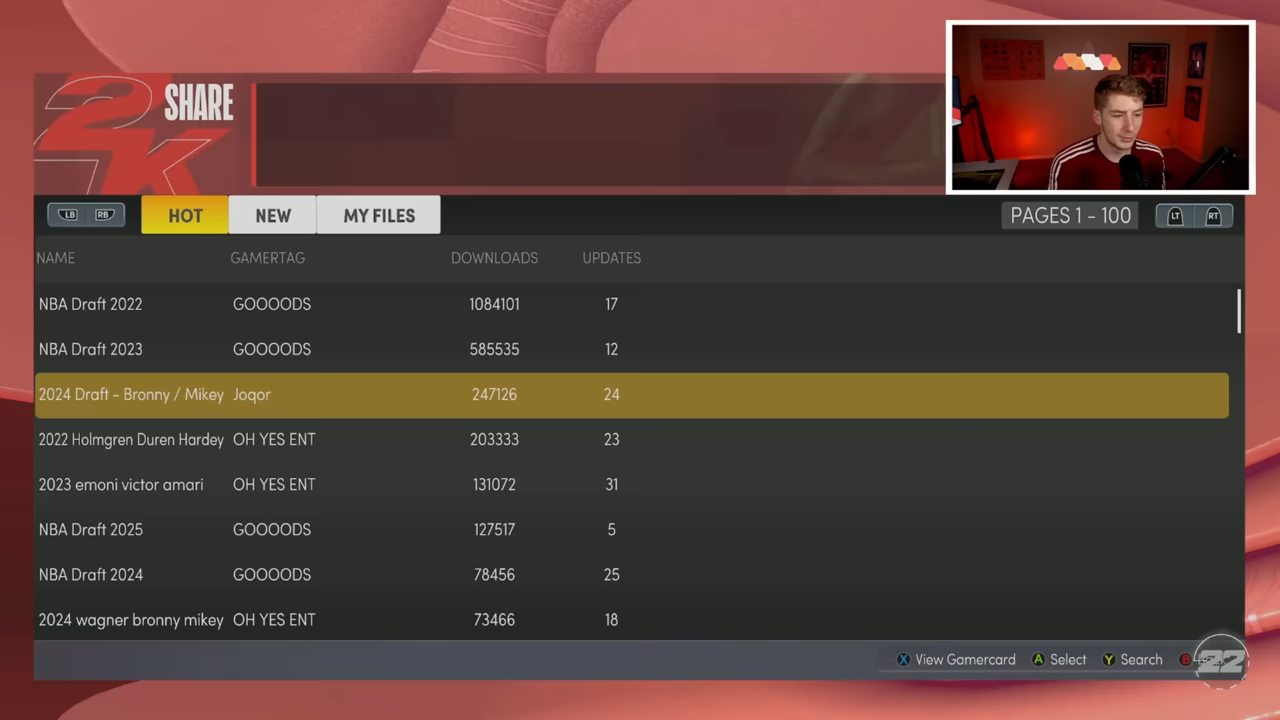 2K SHARE
LB RB HOT NEW MY FILES PAGES 1 - 100 LT RT
NAME GAMERTAG DOWNLOADS UPDATES
NBA Draft 2022 GOOOODS 1084101 17
NBA Draft 2023 GOOOODS 585535 12
2024 Draft - Bronny / Mikey Joqor 247126 24
2022 Holmgren Duren Hardey OH YES ENT 203333 23
2023 emoni victor amari OH YES ENT 131072 31
NBA Draft 2025 GOOOODS 127517 5
NBA Draft 2024 GOOOODS 78456 25
2024 wagner bronny mikey OH YES ENT 73466 18
X View Gamercard A Select Y Search B
22